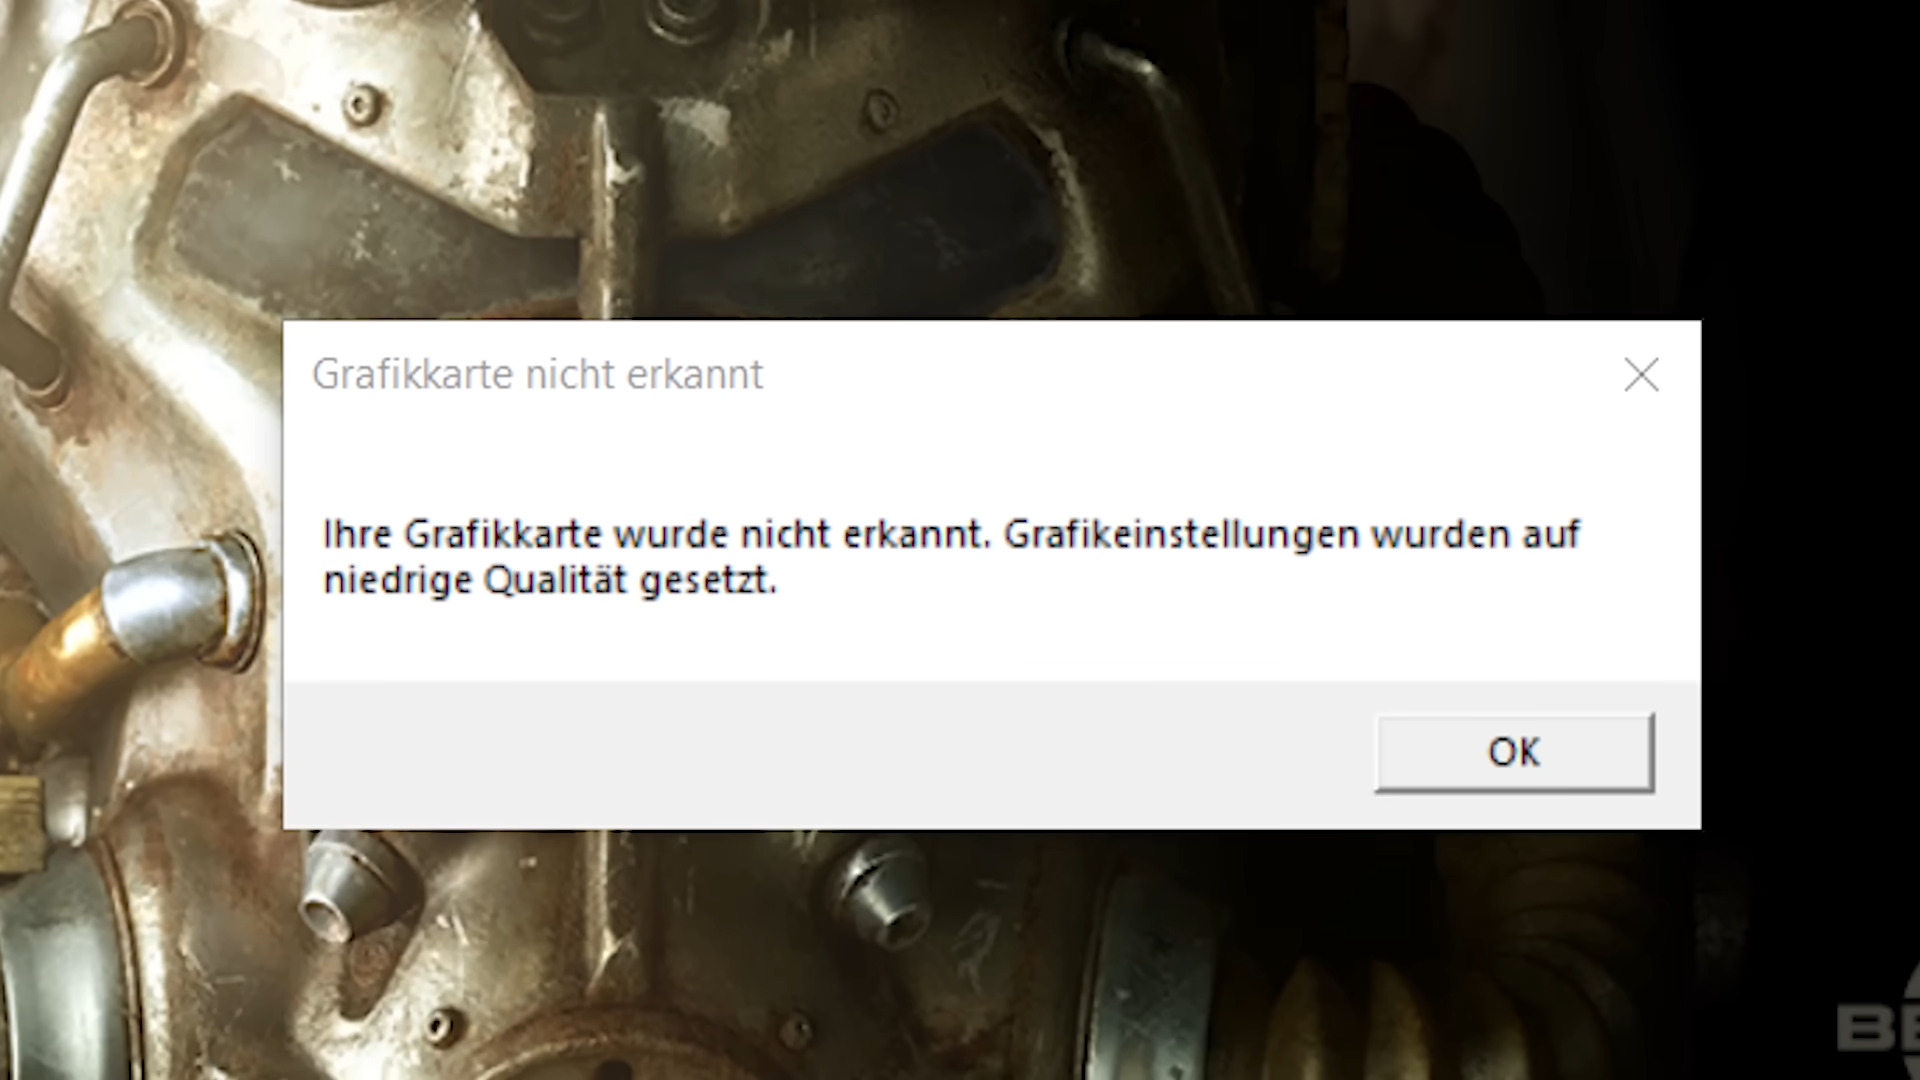 Grafikkarte nicht erkannt
Ihre Grafikkarte wurde nicht erkannt. Grafikeinstellungen wurden auf
niedrige Qualität gesetzt.
OK